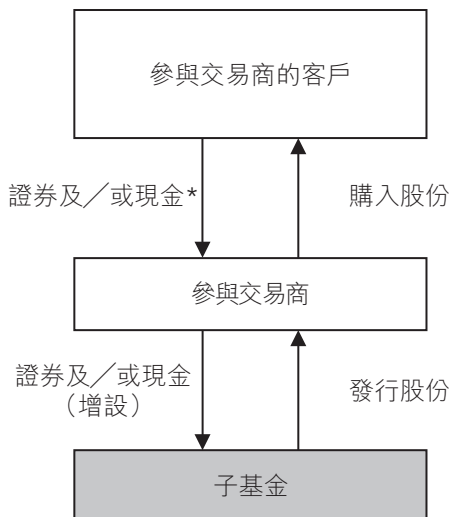 參與交易商的客戶
證券及／或現金*
購入股份
參與交易商
證券及／或現金
（增設）
發行股份
子基金